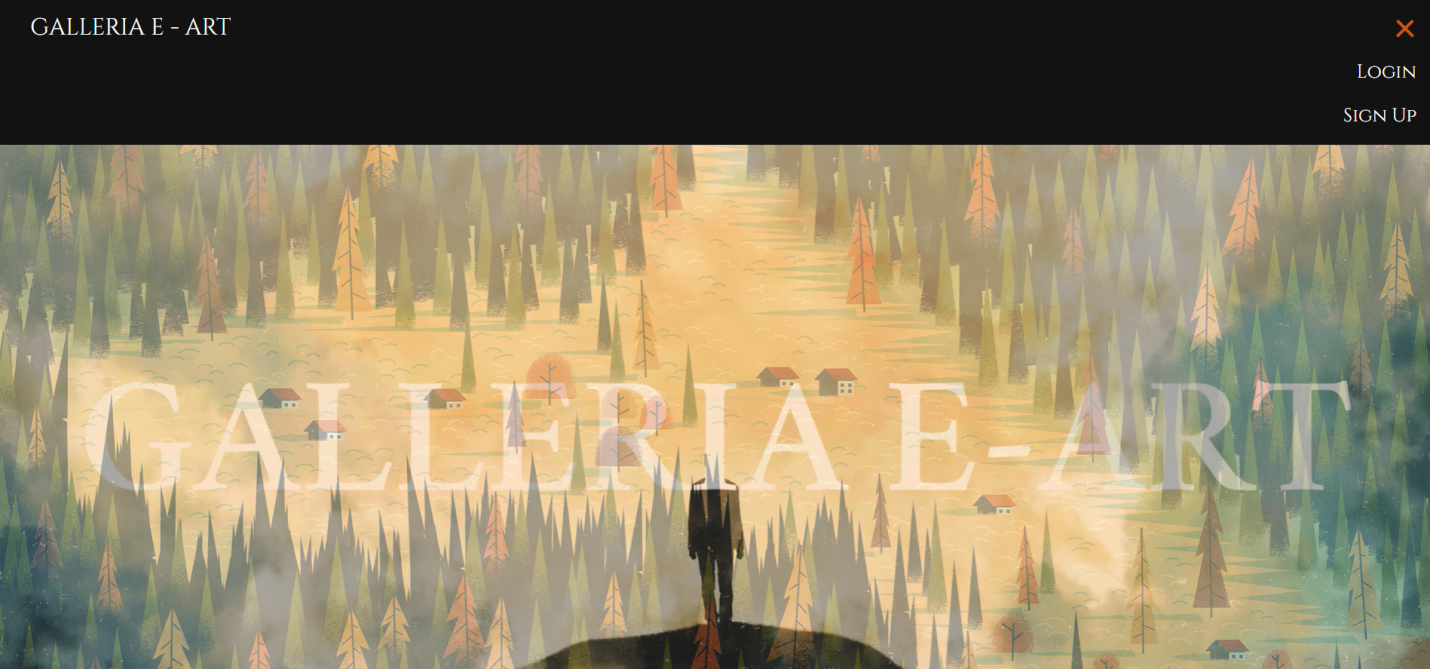 GALLERIA E - ART
Login
Sign Up
GALLERIA E-ART